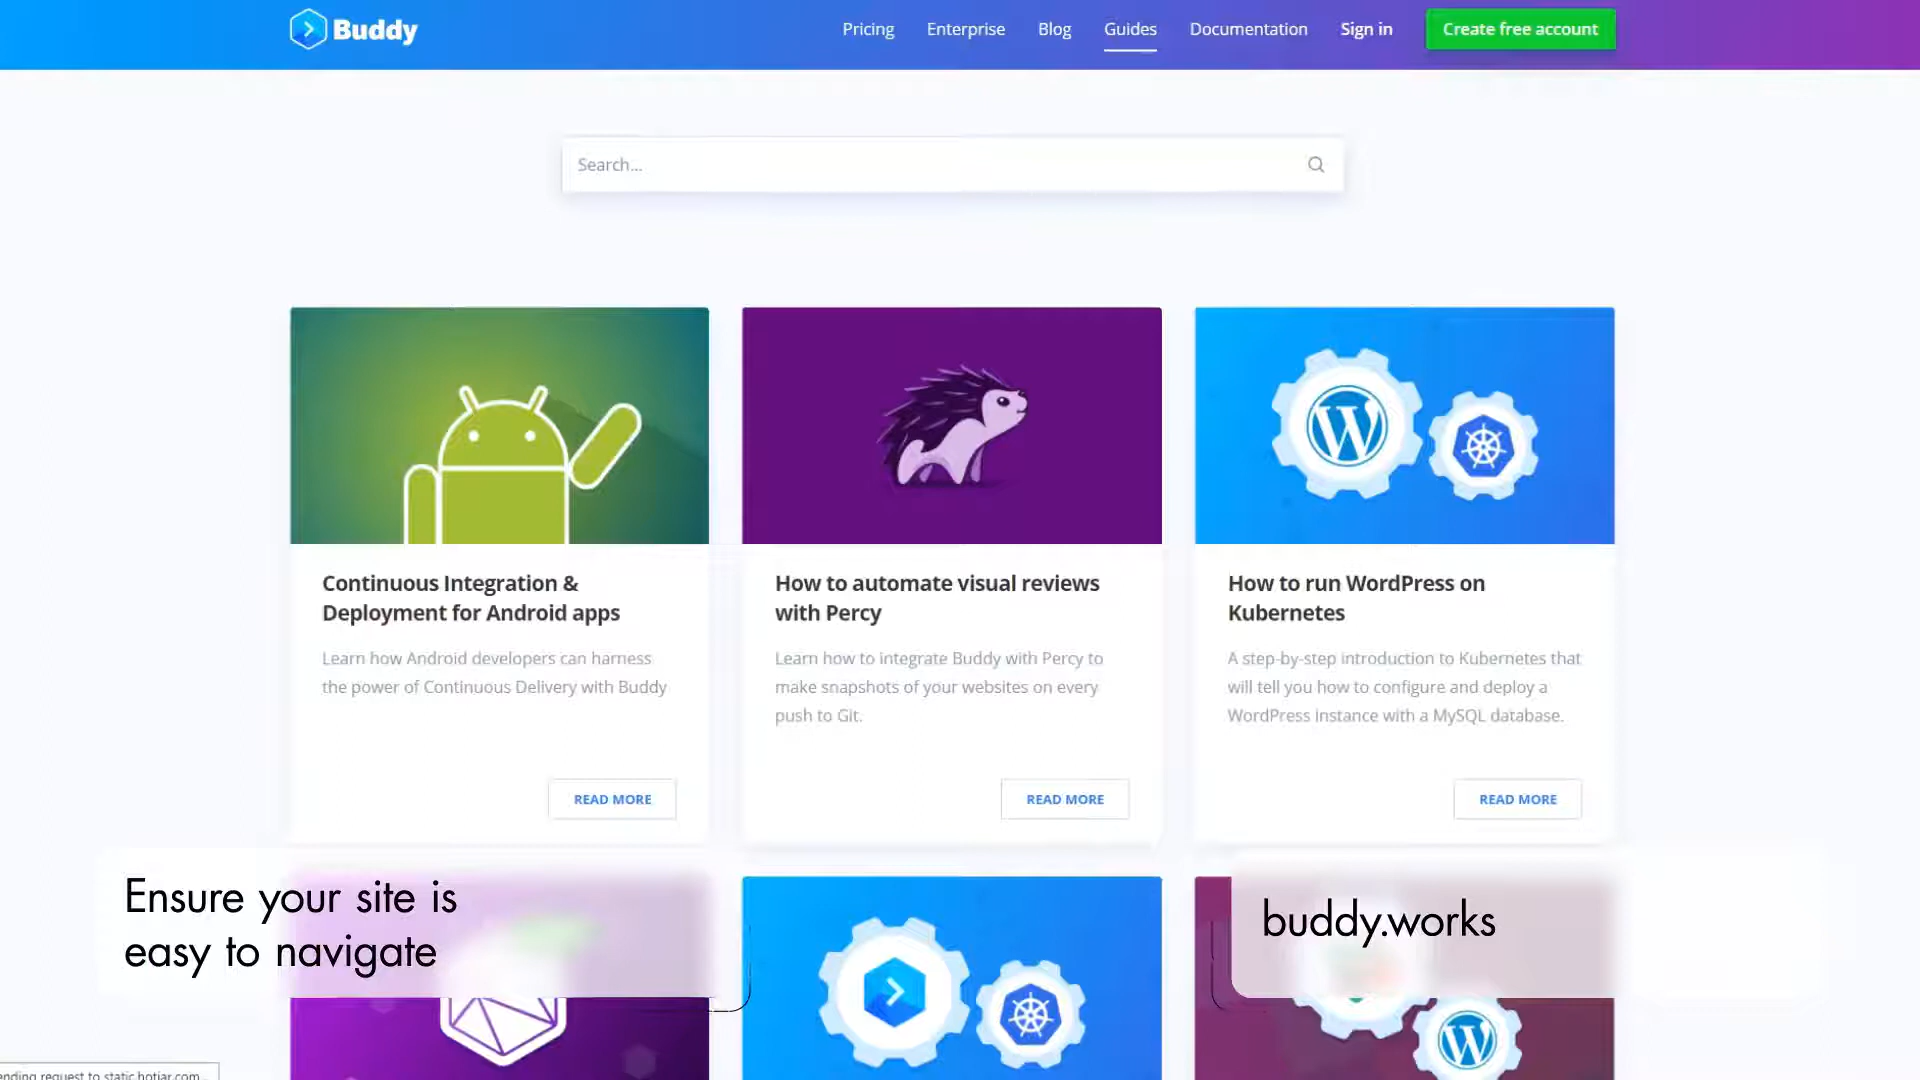 Buddy
Pricing
Enterprise
Blog
Guides
Documentation
Sign in
Create free account
Search...
Continuous Integration &
Deployment for Android apps
Learn how Android developers can harness
the power of Continuous Delivery with Buddy
READ MORE
How to automate visual reviews
with Percy
Learn how to integrate Buddy with Percy to
make snapshots of your websites on every
push to Git.
READ MORE
How to run WordPress on
Kubernetes
A step-by-step introduction to Kubernetes that
will tell you how to configure and deploy a
WordPress instance with a MySQL database.
READ MORE
Ensure your site is
easy to navigate
buddy.works
request to static.hotjar.com...